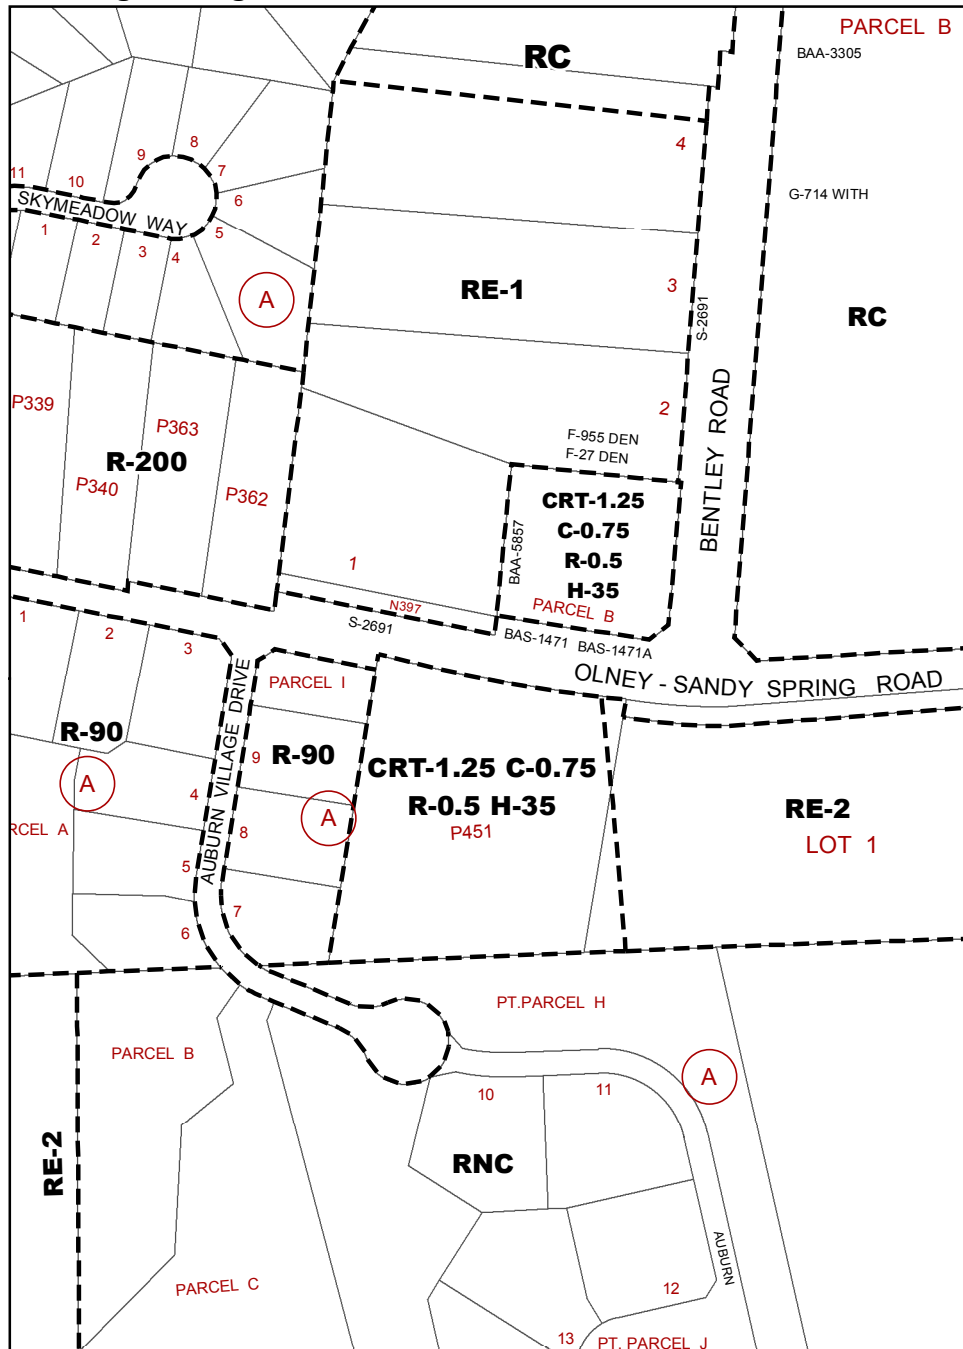 PARCEL B
RC
BAA-3305
4
8
9
7
11
10
6
G-714 WITH
SKYMEADOW WAY
5
1
2
3
4
A
RE-1
3
S-2691
RC
P339
P363
R-200
P340
P362
2
F-955 DEN
F-27 DEN
BENTLEY ROAD
CRT-1.25
C-0.75
R-0.5
H-35
BAA-5857
1
N397
PARCEL B
S-2691
BAS-1471
BAS-1471A
1
2
3
OLNEY - SANDY SPRING ROAD
PARCEL I
AUBURN VILLAGE DRIVE
R-90
9
R-90
CRT-1.25 C-0.75
R-0.5 H-35
P451
A
4
A
8
RCEL A
RE-2
LOT 1
5
7
6
PT.PARCEL H
PARCEL B
A
10
11
RE-2
RNC
AUBURN
PARCEL C
12
13
PT. PARCEL J